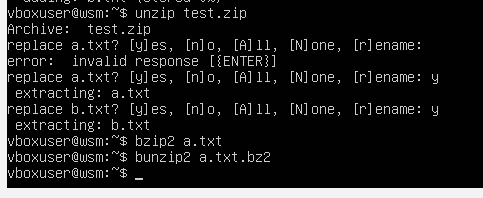 vboxuser@wsm:~$ unzip test.zip
Archive:  test.zip
replace a.txt? [y]es, [n]o, [A]ll, [N]one, [r]ename:
error:  invalid response [{ENTER}]
replace a.txt? [y]es, [n]o, [A]ll, [N]one, [r]ename: y
 extracting: a.txt
replace b.txt? [y]es, [n]o, [A]ll, [N]one, [r]ename: y
 extracting: b.txt
vboxuser@wsm:~$ bzip2 a.txt
vboxuser@wsm:~$ bunzip2 a.txt.bz2
vboxuser@wsm:~$ _